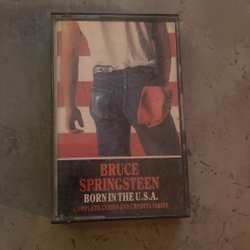 BRUCE
SPRINGSTEEN
BORN IN THE U.S.A.
COMPLETE LYRICS AND CREDITS INSIDE